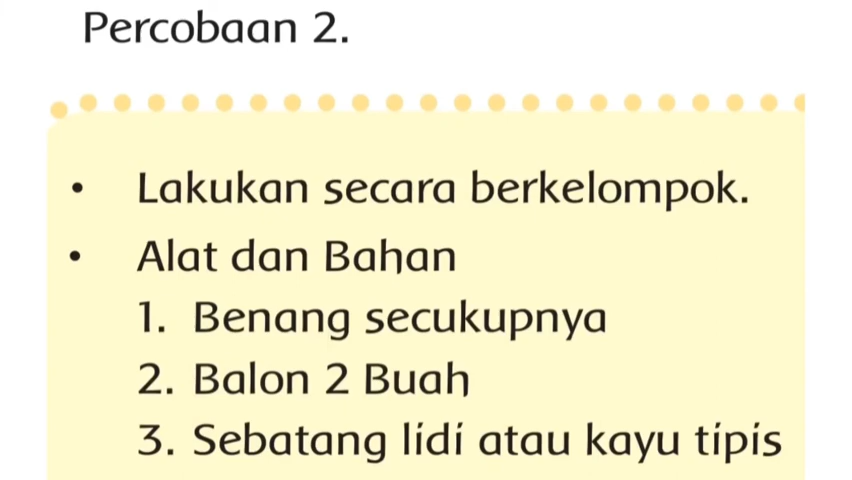 Percobaan 2.
• Lakukan secara berkelompok.
• Alat dan Bahan
1. Benang secukupnya
2. Balon 2 Buah
3. Sebatang lidi atau kayu tipis